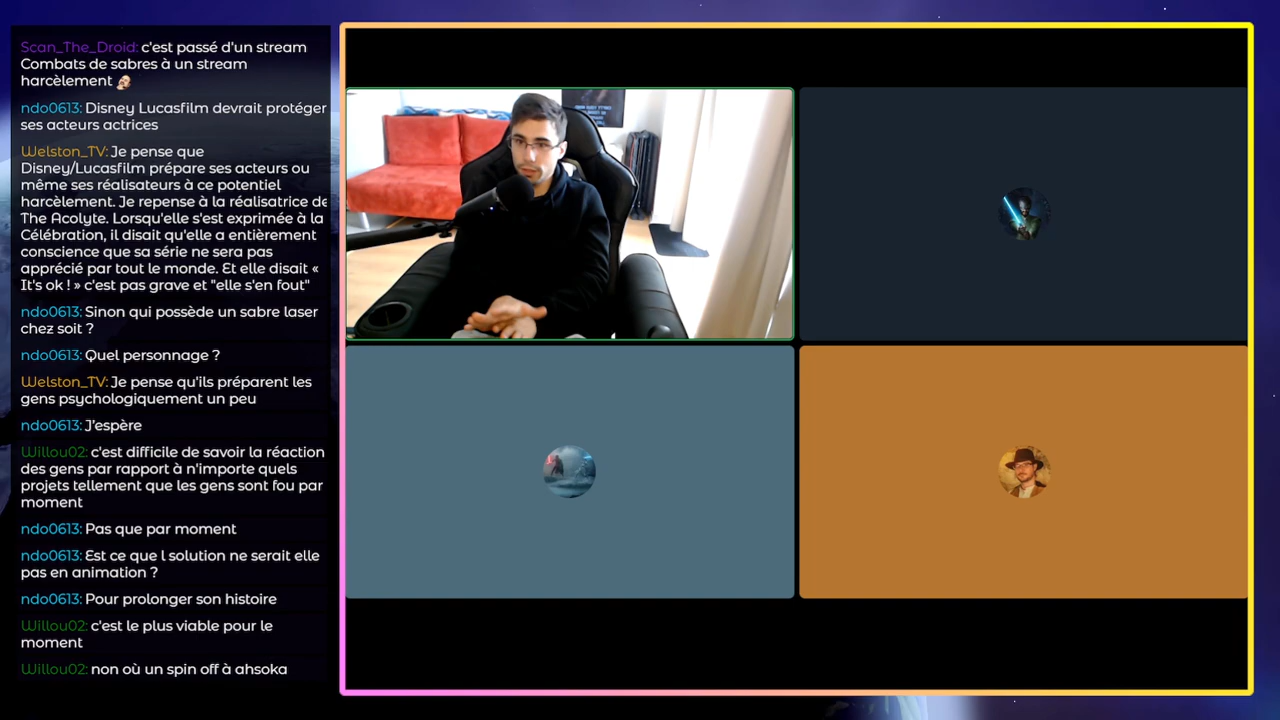 Scan_The_Droid: c'est passé d'un stream
Combats de sabres à un stream
harcèlement
ndo0613: Disney Lucasfilm devrait protéger
ses acteurs actrices
Welston_TV: Je pense que
Disney/Lucasfilm prépare ses acteurs ou
même ses réalisateurs à ce potentiel
harcèlement. Je repense à la réalisatrice de
The Acolyte. Lorsqu'elle s'est exprimée à la
Célébration, il disait qu'elle a entièrement
conscience que sa série ne sera pas
apprécié par tout le monde. Et elle disait «
It's ok ! » c'est pas grave et "elle s'en fout"
ndo0613: Sinon qui possède un sabre laser
chez soit ?
ndo0613: Quel personnage ?
Welston_TV: Je pense qu'ils préparent les
gens psychologiquement un peu
ndo0613: J'espère
Willou02: c'est difficile de savoir la réaction
des gens par rapport à n'importe quels
projets tellement que les gens sont fou par
moment
ndo0613: Pas que par moment
ndo0613: Est ce que l solution ne serait elle
pas en animation ?
ndo0613: Pour prolonger son histoire
Willou02: c'est le plus viable pour le
moment
Willou02: non où un spin off à ahsoka